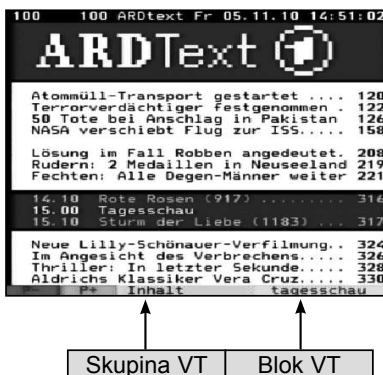 100 100 ARDtext Fr 05.11.10 14:51:02
ARDText 1
Atommüll-Transport gestartet .... 120
Terrorverdächtiger festgenommen . 122
50 Tote bei Anschlag in Pakistan 126
NASA verschiebt Flug zur ISS..... 158
Lösung im Fall Robben angedeutet. 208
Rudern: 2 Medaillen in Neuseeland 219
Fechten: Alle Degen-Männer weiter 221
14.10 Rote Rosen (917) ......... 316
15.00 Tagesschau
15.10 Sturm der Liebe (1183) ... 317
Neue Lilly-Schönauer-Verfilmung.. 324
Im Angesicht des Verbrechens..... 326
Thriller: In letzter Sekunde..... 328
Aldrichs Klassiker Vera Cruz..... 330
P- P+ Inhalt tagesschau
Skupina VT Blok VT